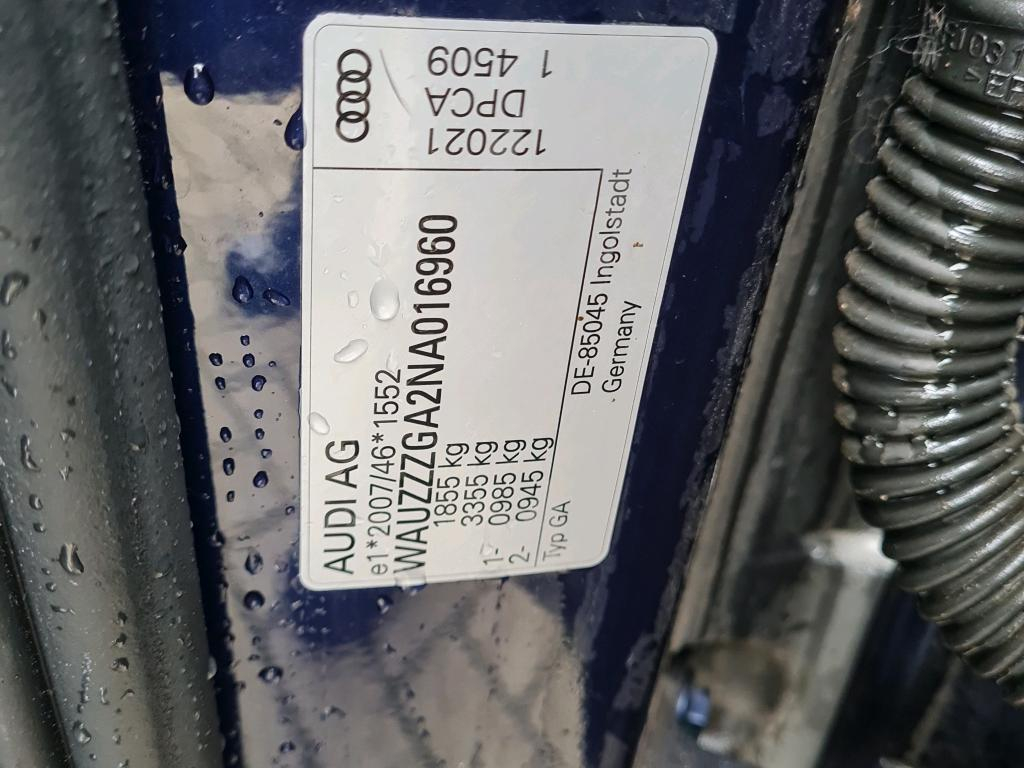 AUDI AG
e1*2007/46*1552
WAUZZZGA2NA016960
1855 kg
3355 kg
1- 0985 kg
2- 0945 kg
Typ GA
DE-85045 Ingolstadt
Germany
122021
DPCA
1 4509